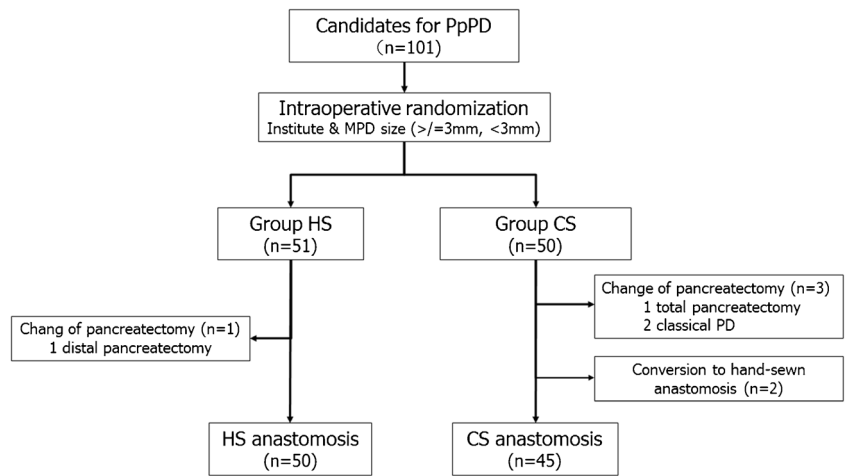 Candidates for PpPD
（n=101)
Intraoperative randomization
Institute & MPD size (>/=3mm, <3mm)
Group HS
(n=51)
Group CS
(n=50)
Change of pancreatectomy (n=3)
1 total pancreatectomy
2 classical PD
Chang of pancreatectomy (n=1)
1 distal pancreatectomy
Conversion to hand-sewn
anastomosis (n=2)
HS anastomosis
(n=50)
CS anastomosis
(n=45)